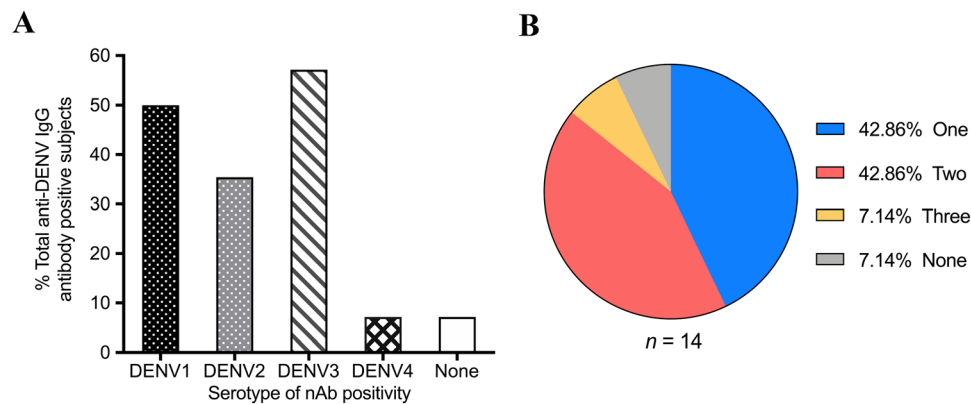 A
% Total anti-DENV IgG
antibody positive subjects
60
50
40
30
20
10
0
DENV1 DENV2 DENV3 DENV4 None
Serotype of nAb positivity
B
42.86% One
42.86% Two
7.14% Three
7.14% None
n = 14